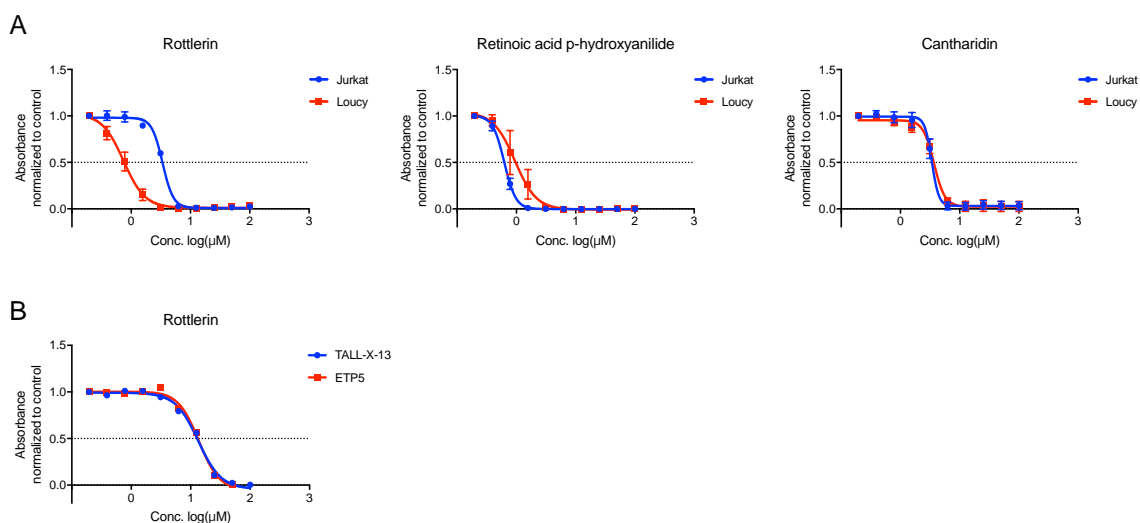 A
Rottlerin
Absorbance
normalized to control
1.5
1.0
0.5
0.0
0
1
2
3
Conc. log(µM)
Jurkat
Loucy
Retinoic acid p-hydroxyanilide
Absorbance
normalized to control
1.5
1.0
0.5
0.0
0
1
2
3
Conc. log(µM)
Jurkat
Loucy
Cantharidin
Absorbance
normalized to control
1.5
1.0
0.5
0.0
0
1
2
3
Conc. log(µM)
Jurkat
Loucy
B
Rottlerin
Absorbance
normalized to control
1.5
1.0
0.5
0.0
0
1
2
3
Conc. log(µM)
TALL-X-13
ETP5